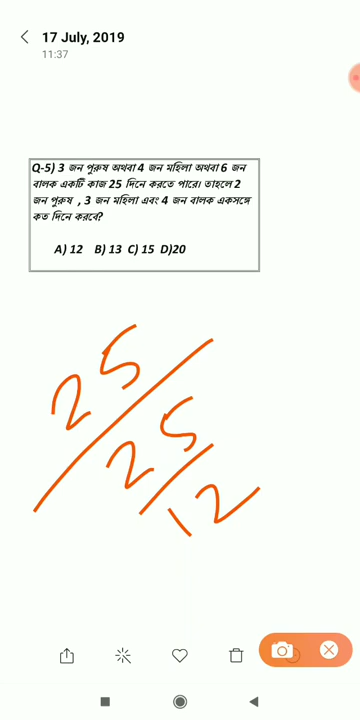 17 July, 2019
11:37
Q-5) 3 জন পুরুষ অথবা 4 জন মহিলা অথবা 6 জন
বালক একটি কাজ 25 দিনে করতে পারে। তাহলে 2
জন পুরুষ , 3 জন মহিলা এবং 4 জন বালক একসঙ্গে
কত দিনে করবে?
A) 12 B) 13 C) 15 D)20
25
25
12